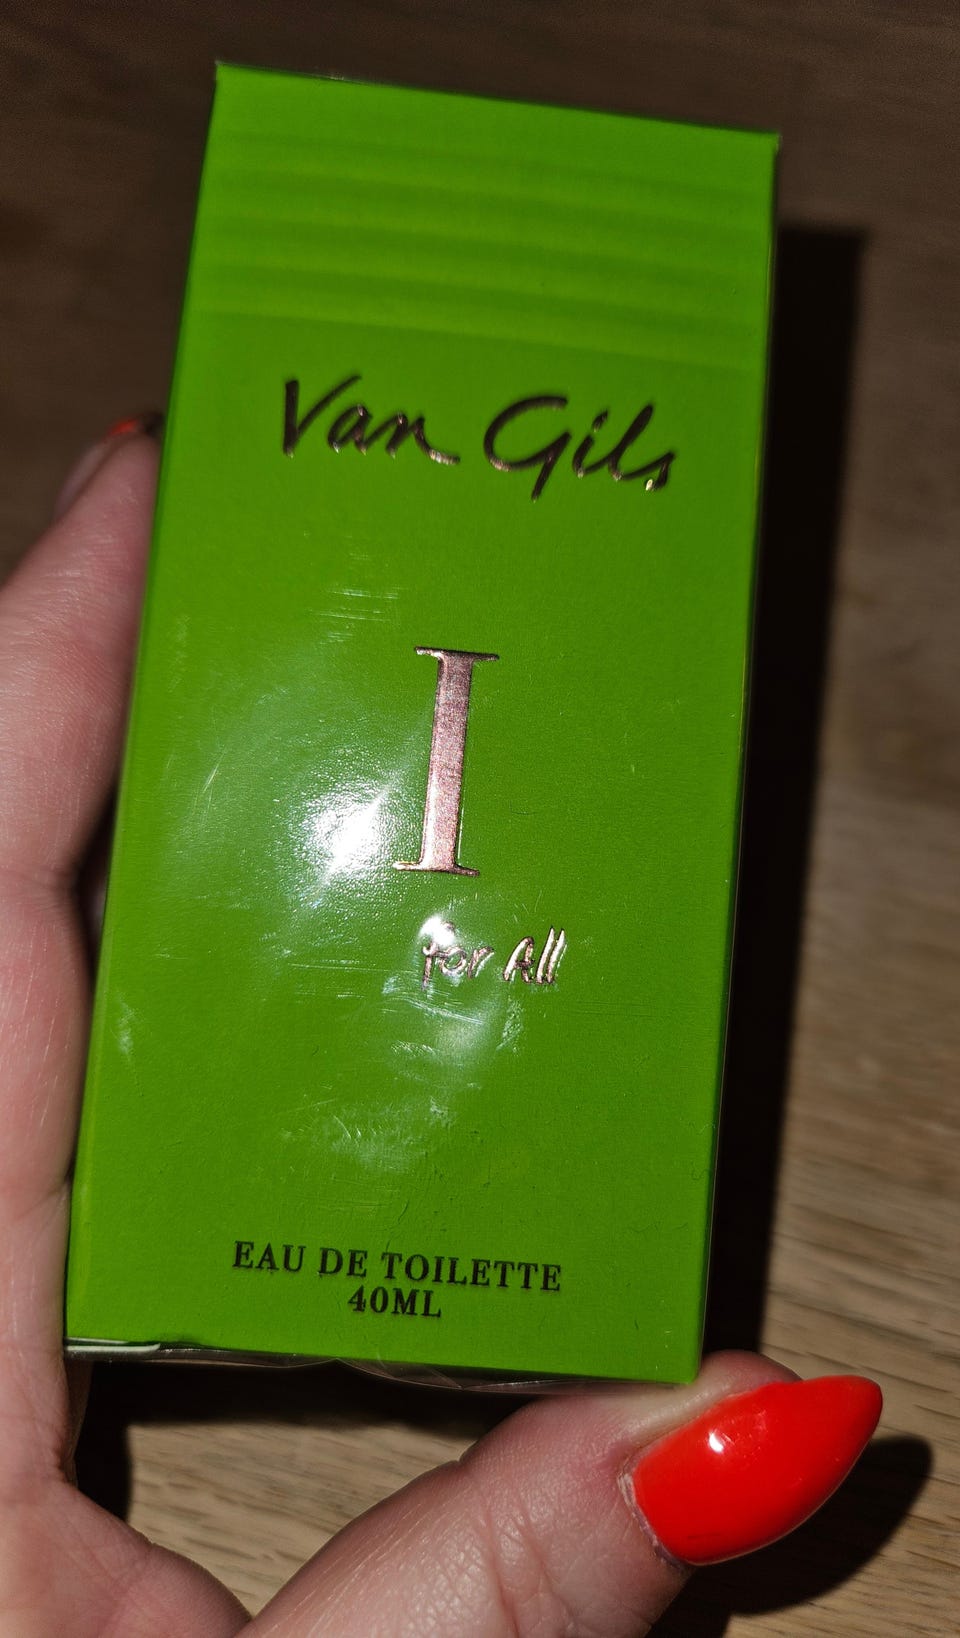 Van Gils
I
for All
EAU DE TOILETTE
40ML